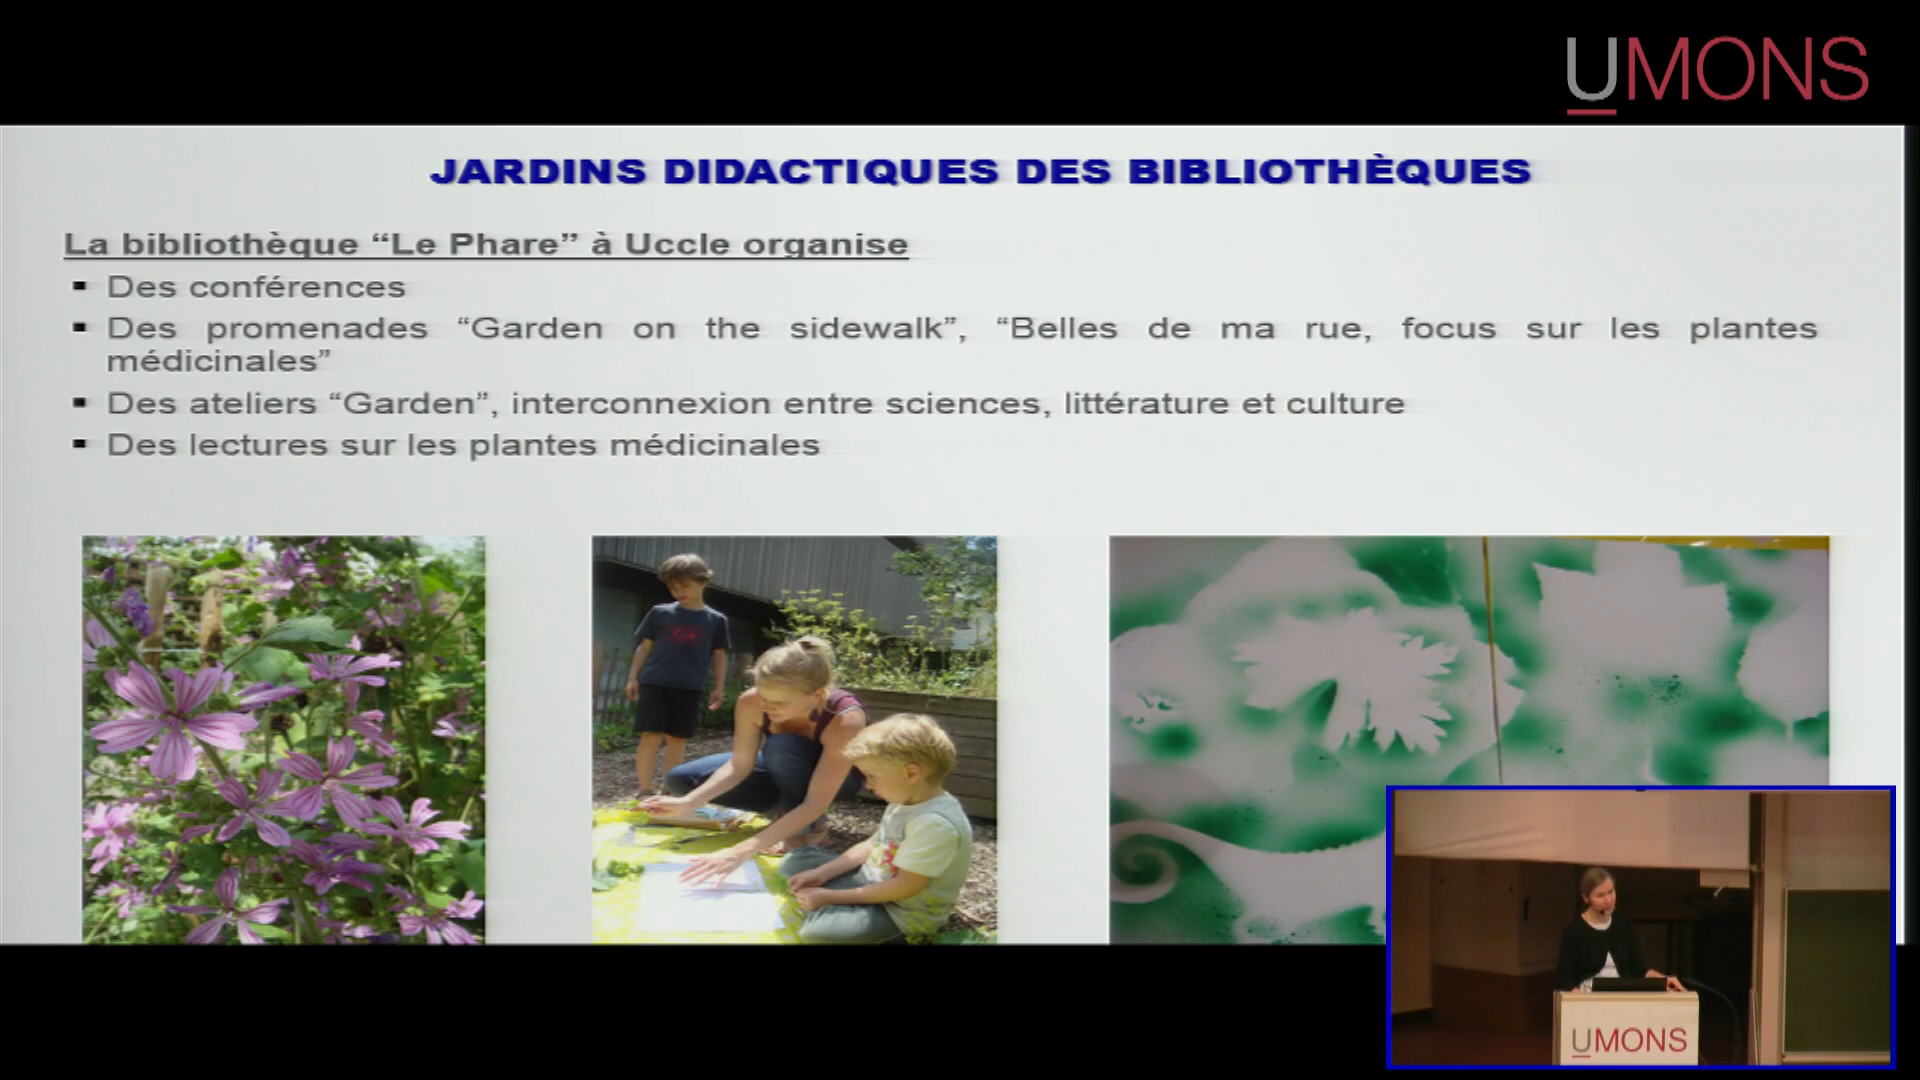 UMONS
JARDINS DIDACTIQUES DES BIBLIOTHÈQUES
La bibliothèque “Le Phare” à Uccle organise
▪ Des conférences
▪ Des promenades “Garden on the sidewalk”, “Belles de ma rue, focus sur les plantes
médicinales”
▪ Des ateliers “Garden”, interconnexion entre sciences, littérature et culture
▪ Des lectures sur les plantes médicinales
UMONS